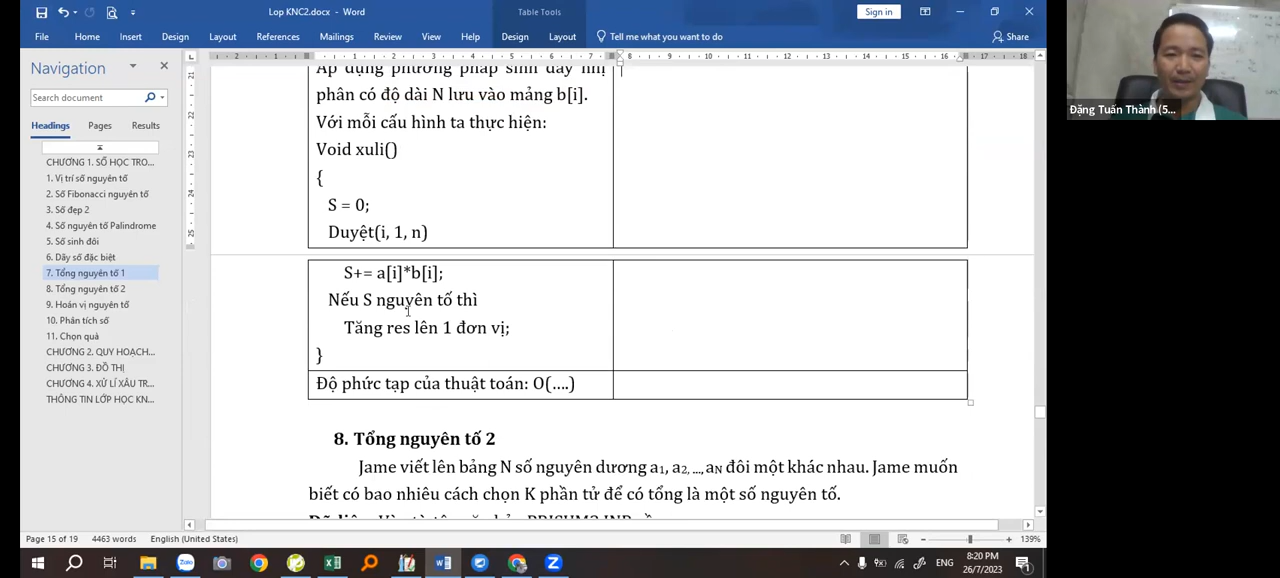 Lop KNC2.docx - Word
Table Tools
Sign in
File Home Insert Design Layout References Mailings Review View Help Design Layout Tell me what you want to do Share
Navigation
Search document
Headings Pages Results
CHƯƠNG 1. SỐ HỌC TRO...
1. Vị trí số nguyên tố
2. Số Fibonacci nguyên tố
3. Số đẹp 2
4. Số nguyên tố Palindrome
5. Số sinh đôi
6. Dãy số đặc biệt
7. Tổng nguyên tố 1
8. Tổng nguyên tố 2
9. Hoán vị nguyên tố
10. Phân tích số
11. Chọn quà
CHƯƠNG 2. QUY HOẠCH...
CHƯƠNG 3. ĐỒ THỊ
CHƯƠNG 4. XỬ LÍ XÂU TR...
THÔNG TIN LỚP HỌC KN...
Áp dụng phương pháp sinh dãy nhị
phân có độ dài N lưu vào mảng b[i].
Với mỗi cấu hình ta thực hiện:
Void xuli()
{
S = 0;
Duyệt(i, 1, n)
S+= a[i]*b[i];
Nếu S nguyên tố thì
Tăng res lên 1 đơn vị;
}
Độ phức tạp của thuật toán: O(....)
8. Tổng nguyên tố 2
Jame viết lên bảng N số nguyên dương a1, a2, ..., aN đôi một khác nhau. Jame muốn
biết có bao nhiêu cách chọn K phần tử để có tổng là một số nguyên tố.
Đặng Tuấn Thành (5...
Page 15 of 19 4463 words English (United States)
139%
Zalo
ENG
8:20 PM
26/7/2023